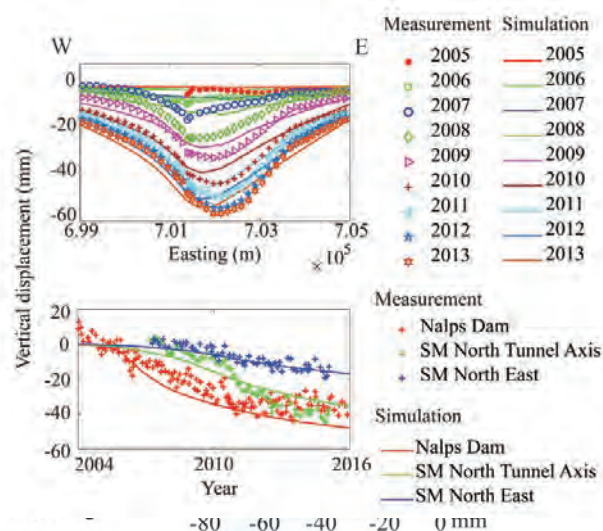 W E
Measurement Simulation
0
-20
-40
-60
6.99 7.01 7.03 7.05
Easting (m) × 10⁵
2005 2005
2006 2006
2007 2007
2008 2008
2009 2009
2010 2010
2011 2011
2012 2012
2013 2013
Vertical displacement (mm)
20
0
-20
-40
-60
2004 2010 2016
Year
Measurement
Nalps Dam
SM North Tunnel Axis
SM North East
Simulation
Nalps Dam
SM North Tunnel Axis
SM North East
-80 -60 -40 -20 0 mm